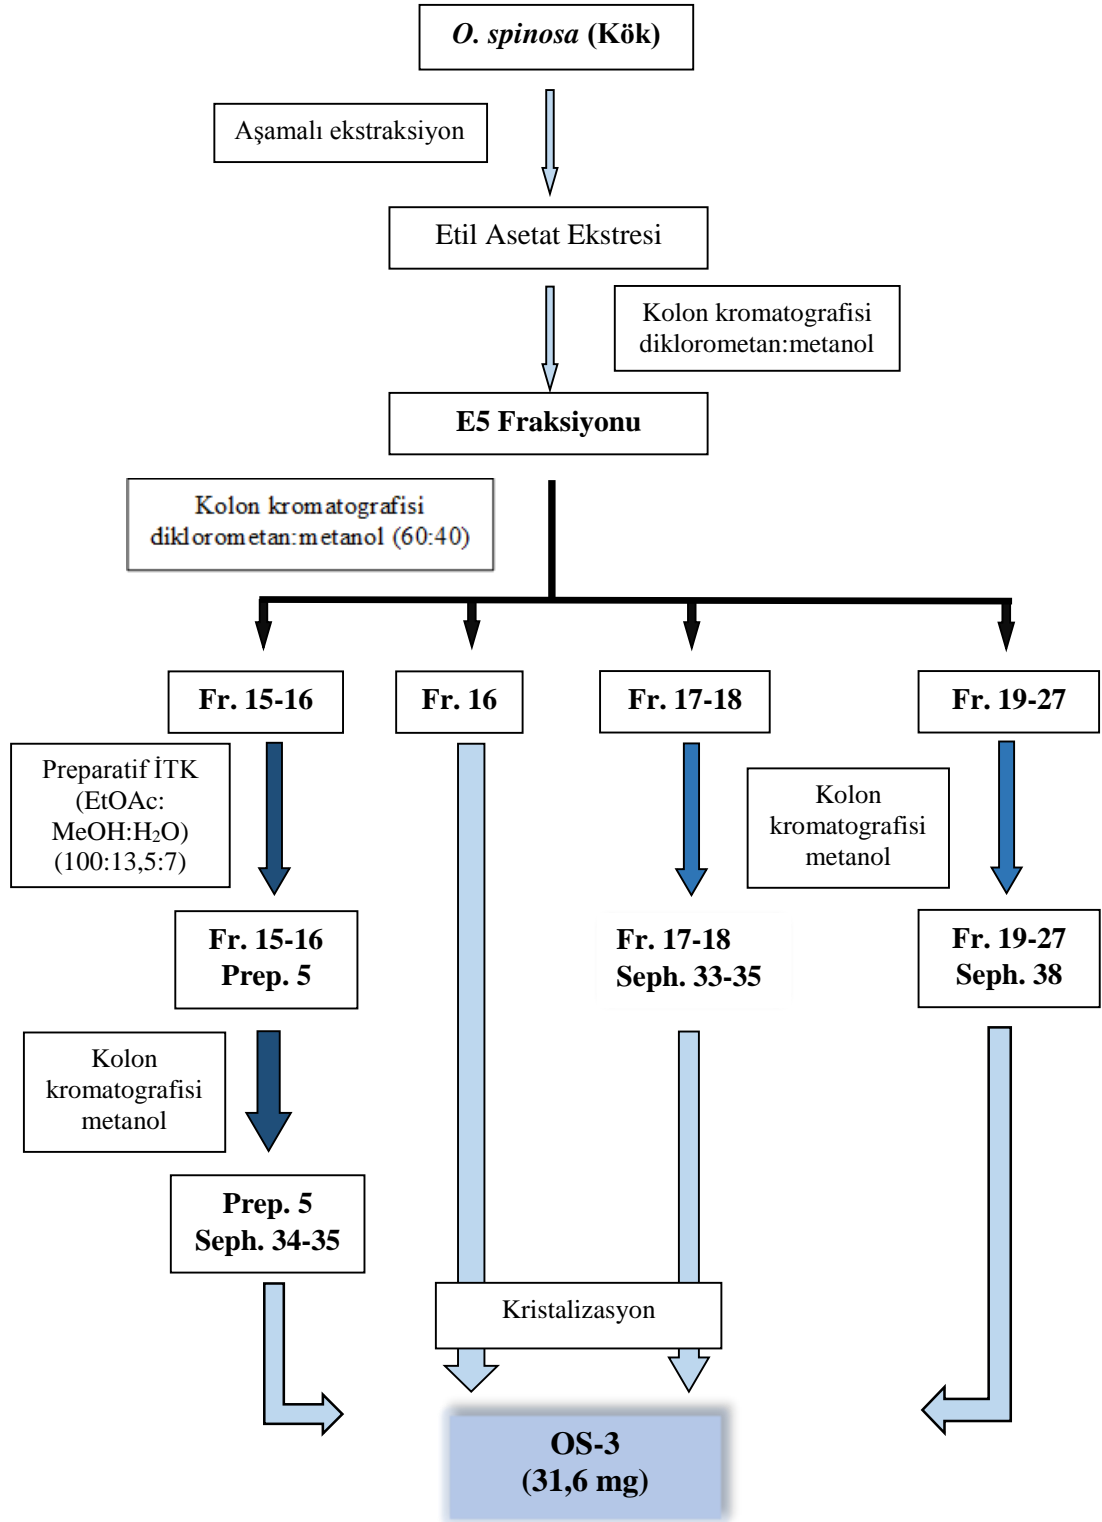 O. spinosa (Kök)
Aşamalı ekstraksiyon
Etil Asetat Ekstresi
Kolon kromatografisi
diklorometan:metanol
E5 Fraksiyonu
Kolon kromatografisi
diklorometan:metanol (60:40)
Fr. 15-16
Fr. 16
Fr. 17-18
Fr. 19-27
Preparatif İTK
(EtOAc:
MeOH:H₂O)
(100:13,5:7)
Kolon
kromatografisi
metanol
Fr. 15-16
Prep. 5
Fr. 17-18
Seph. 33-35
Fr. 19-27
Seph. 38
Kolon
kromatografisi
metanol
Prep. 5
Seph. 34-35
Kristalizasyon
OS-3
(31,6 mg)